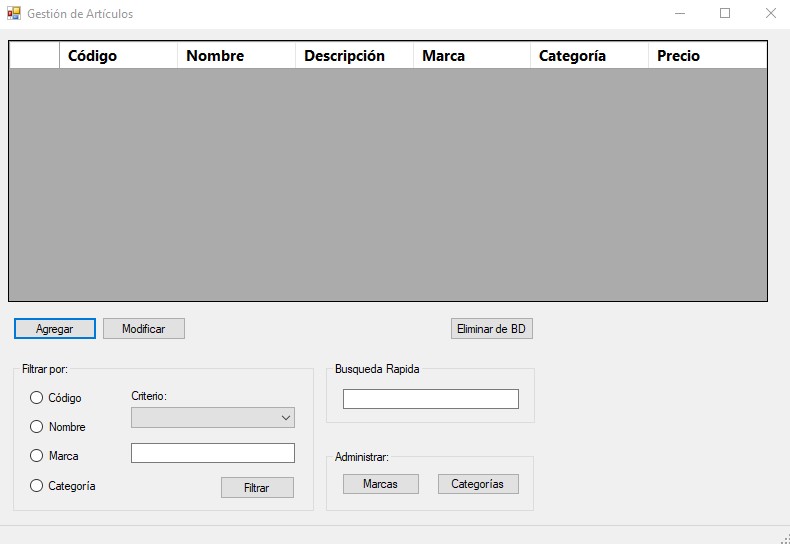 Gestión de Artículos
Código Nombre Descripción Marca Categoría Precio
Agregar Modificar Eliminar de BD
Filtrar por:
Código
Nombre
Marca
Categoría
Criterio:
Filtrar
Busqueda Rapida
Administrar:
Marcas Categorías